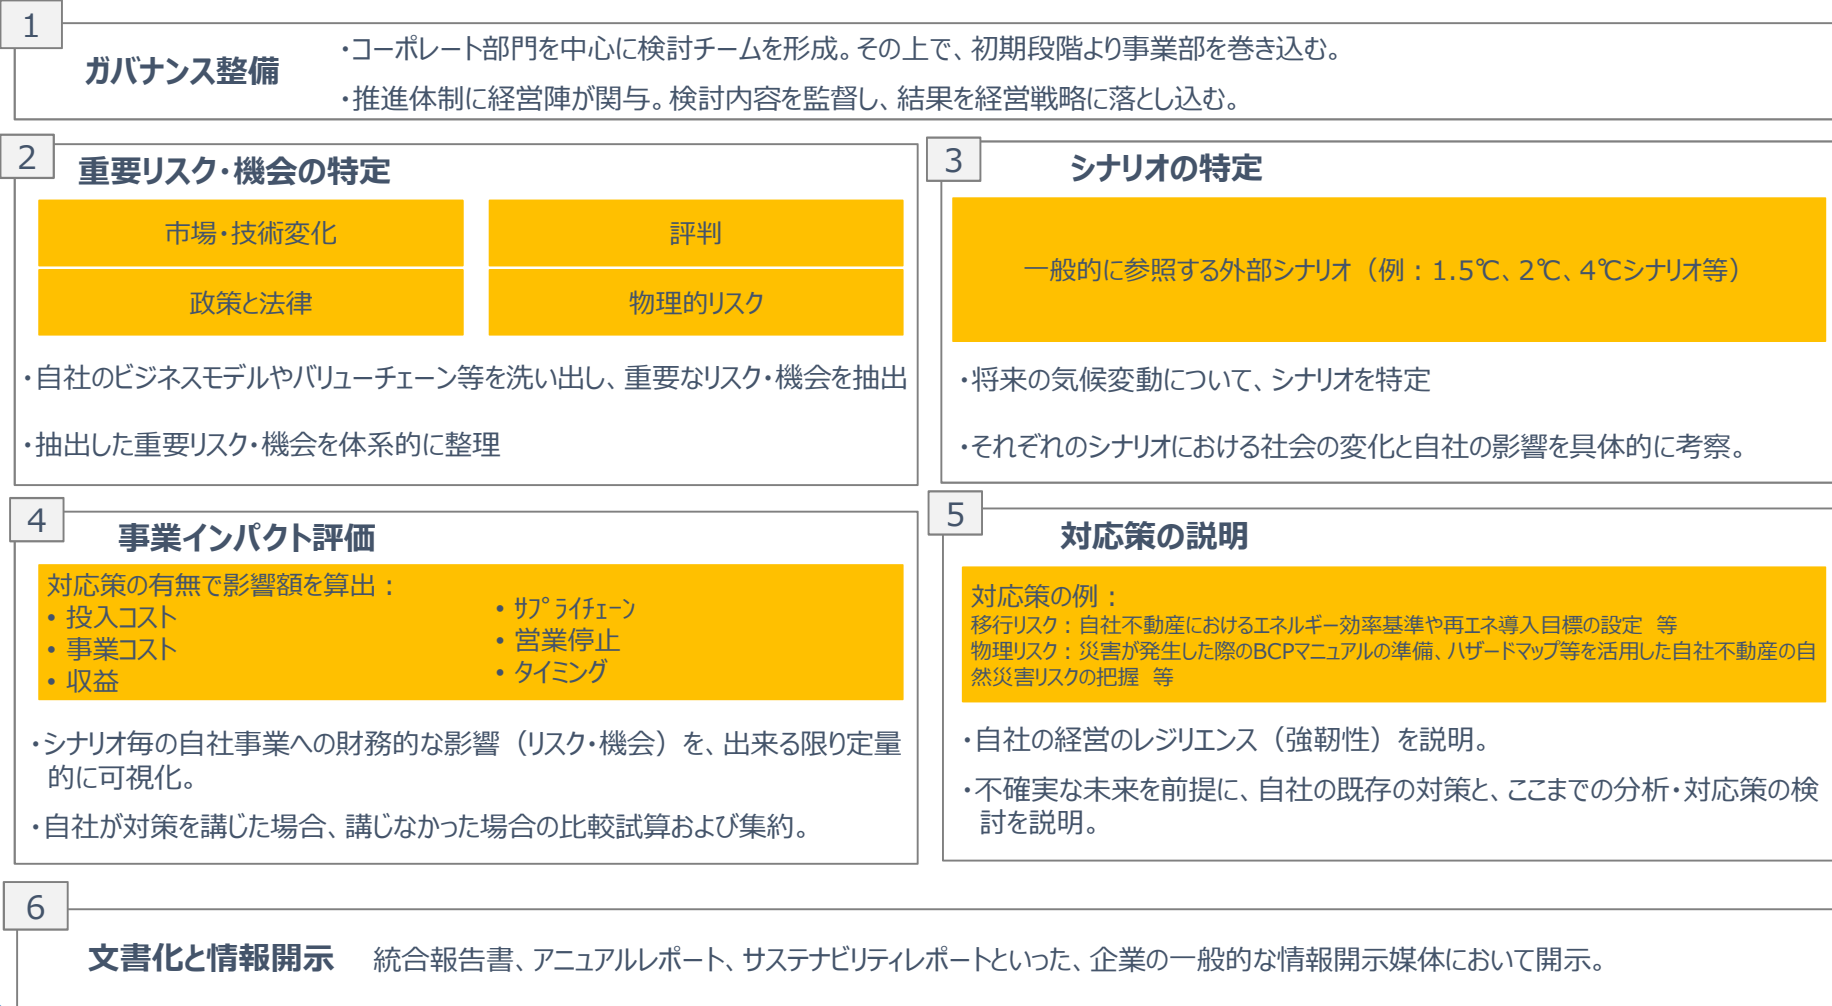 1
ガバナンス整備
・コーポレート部門を中心に検討チームを形成。その上で、初期段階より事業部を巻き込む。
・推進体制に経営陣が関与。検討内容を監督し、結果を経営戦略に落とし込む。
2
重要リスク・機会の特定
市場・技術変化
評判
政策と法律
物理的リスク
・自社のビジネスモデルやバリューチェーン等を洗い出し、重要なリスク・機会を抽出
・抽出した重要リスク・機会を体系的に整理
3
シナリオの特定
一般的に参照する外部シナリオ（例：1.5℃、2℃、4℃シナリオ等）
・将来の気候変動について、シナリオを特定
・それぞれのシナリオにおける社会の変化と自社の影響を具体的に考察。
4
事業インパクト評価
対応策の有無で影響額を算出：
• 投入コスト
• 事業コスト
• 収益
• ｻﾌﾟﾗｲﾁｪｰﾝ
• 営業停止
• タイミング
・シナリオ毎の自社事業への財務的な影響（リスク・機会）を、出来る限り定量
的に可視化。
・自社が対策を講じた場合、講じなかった場合の比較試算および集約。
5
対応策の説明
対応策の例：
移行リスク：自社不動産におけるエネルギー効率基準や再エネ導入目標の設定 等
物理リスク：災害が発生した際のBCPマニュアルの準備、ハザードマップ等を活用した自社不動産の自
然災害リスクの把握 等
・自社の経営のレジリエンス（強靭性）を説明。
・不確実な未来を前提に、自社の既存の対策と、ここまでの分析・対応策の検
討を説明。
6
文書化と情報開示
統合報告書、アニュアルレポート、サステナビリティレポートといった、企業の一般的な情報開示媒体において開示。